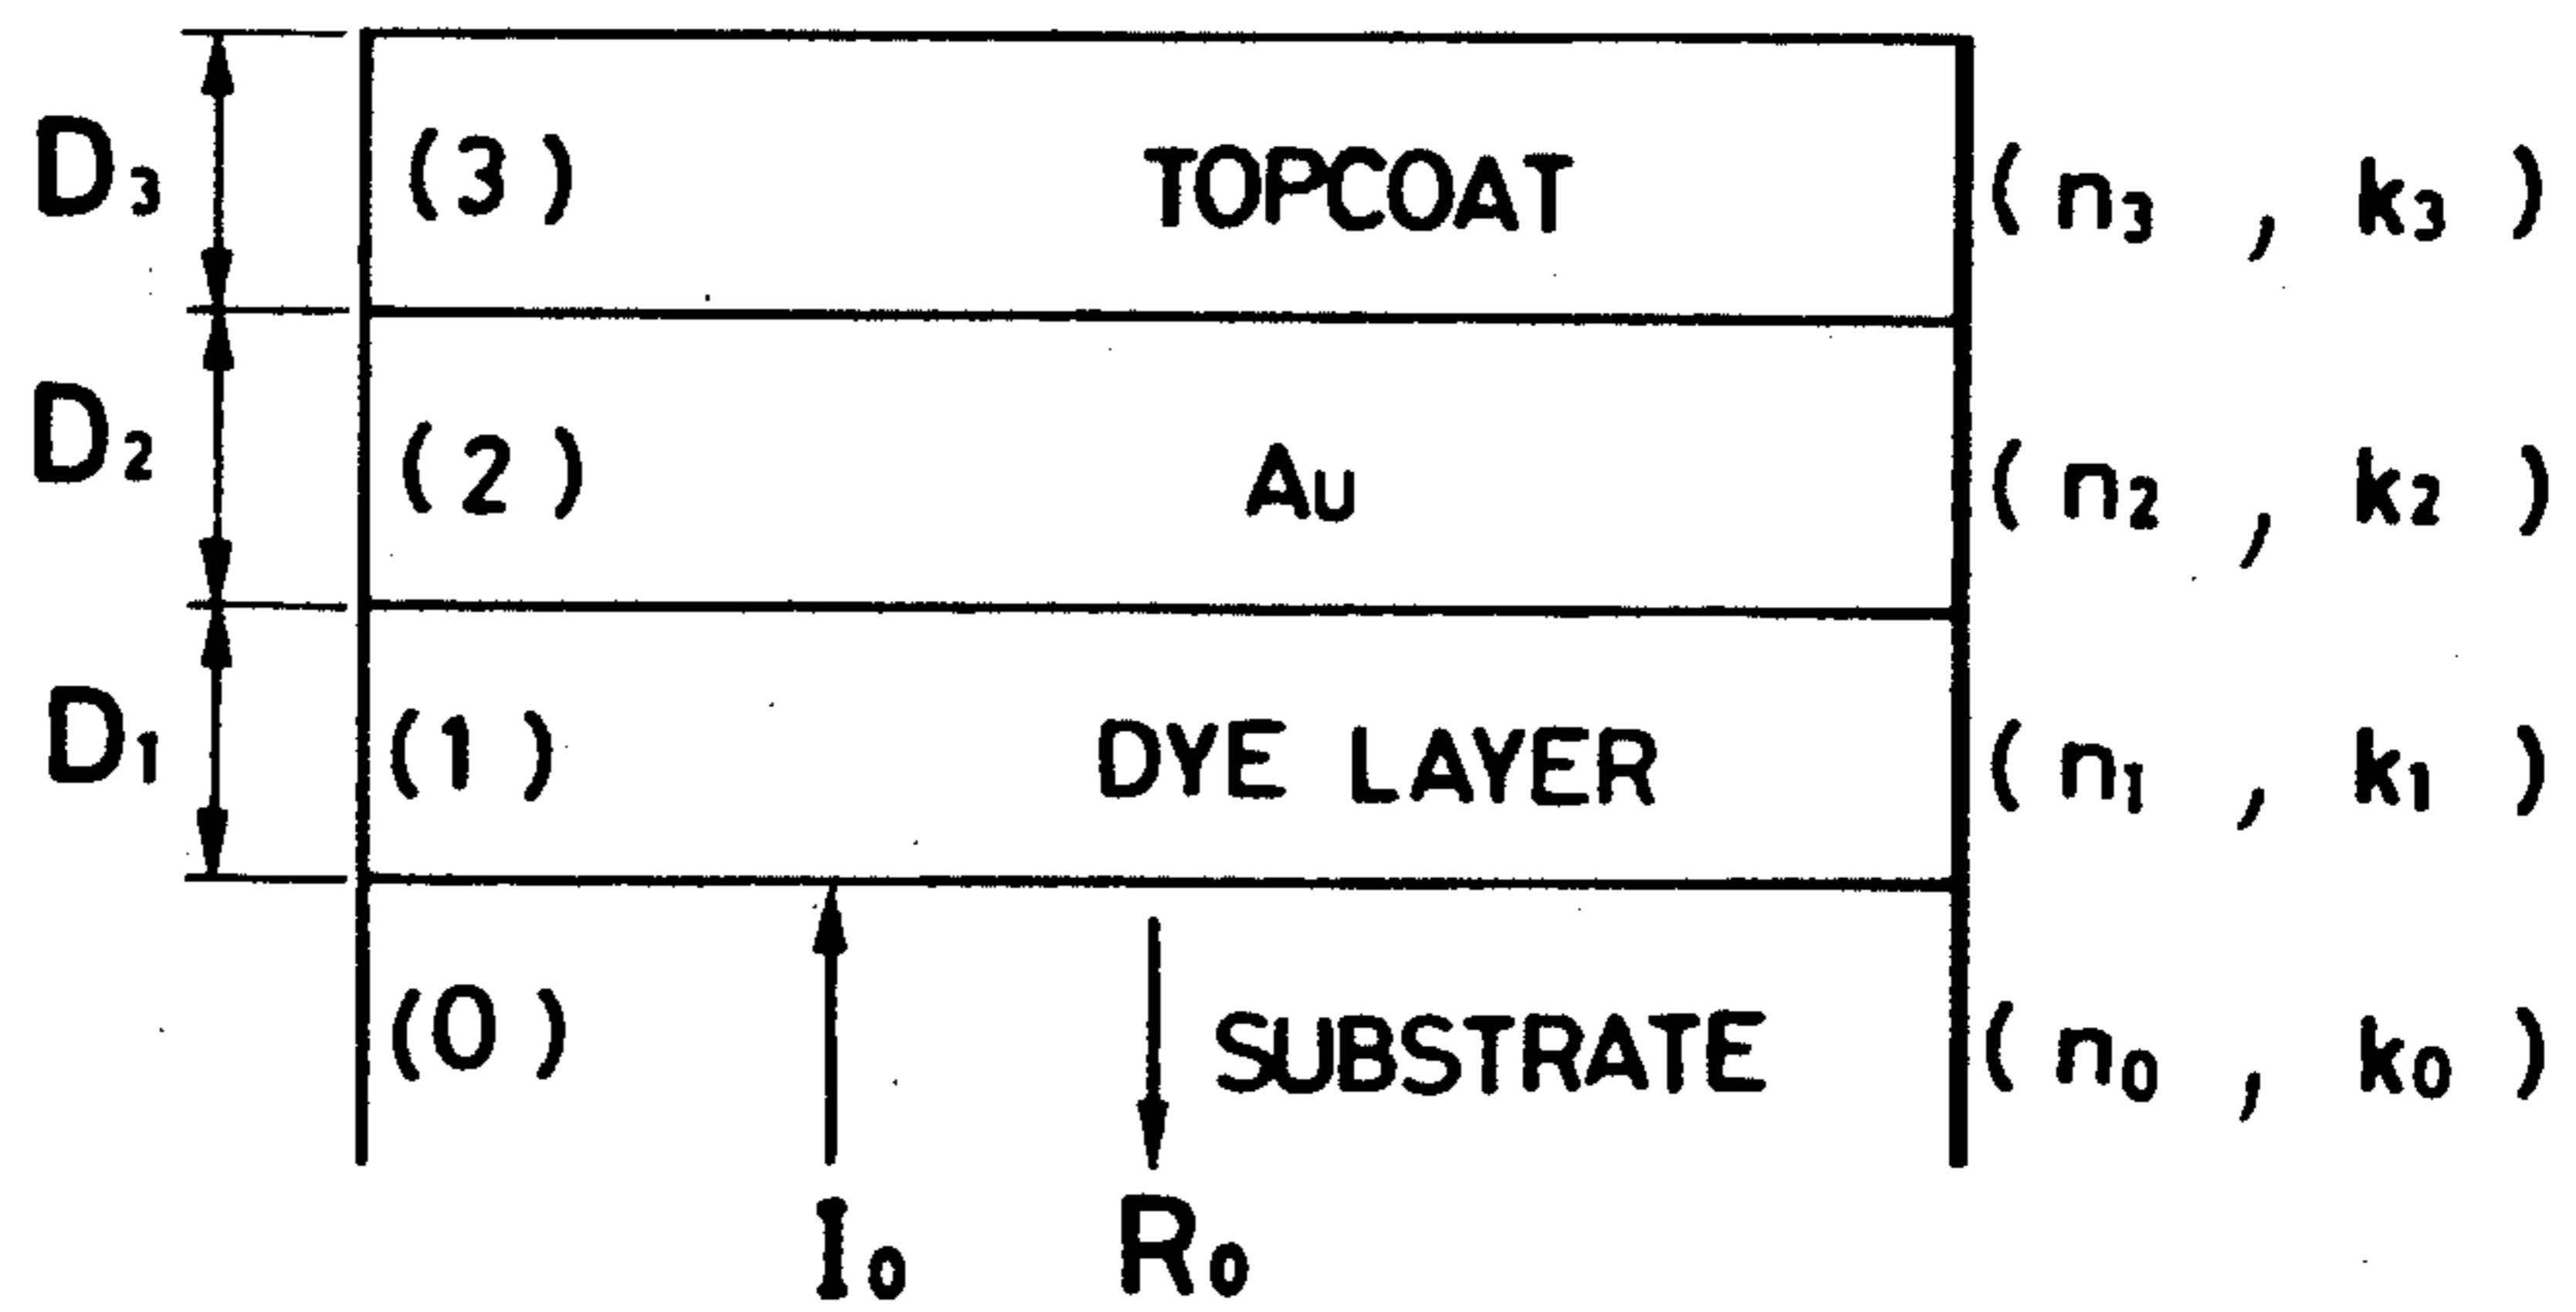 D3 (3) TOPCOAT (n3, k3)
D2 (2) Au (n2, k2)
D1 (1) DYE LAYER (n1, k1)
(0) SUBSTRATE (n0, k0)
I0 R0